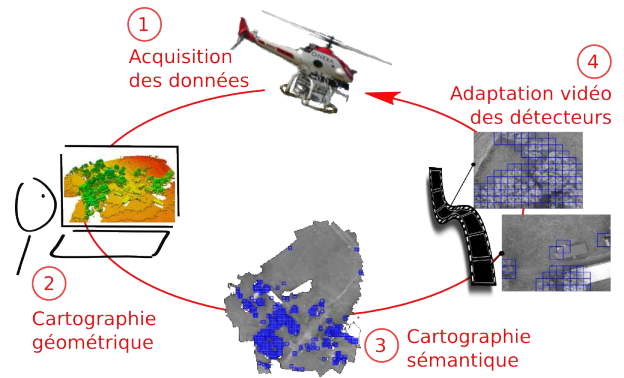 1
Acquisition
des données
4
Adaptation vidéo
des détecteurs
2
Cartographie
géométrique
3
Cartographie
sémantique